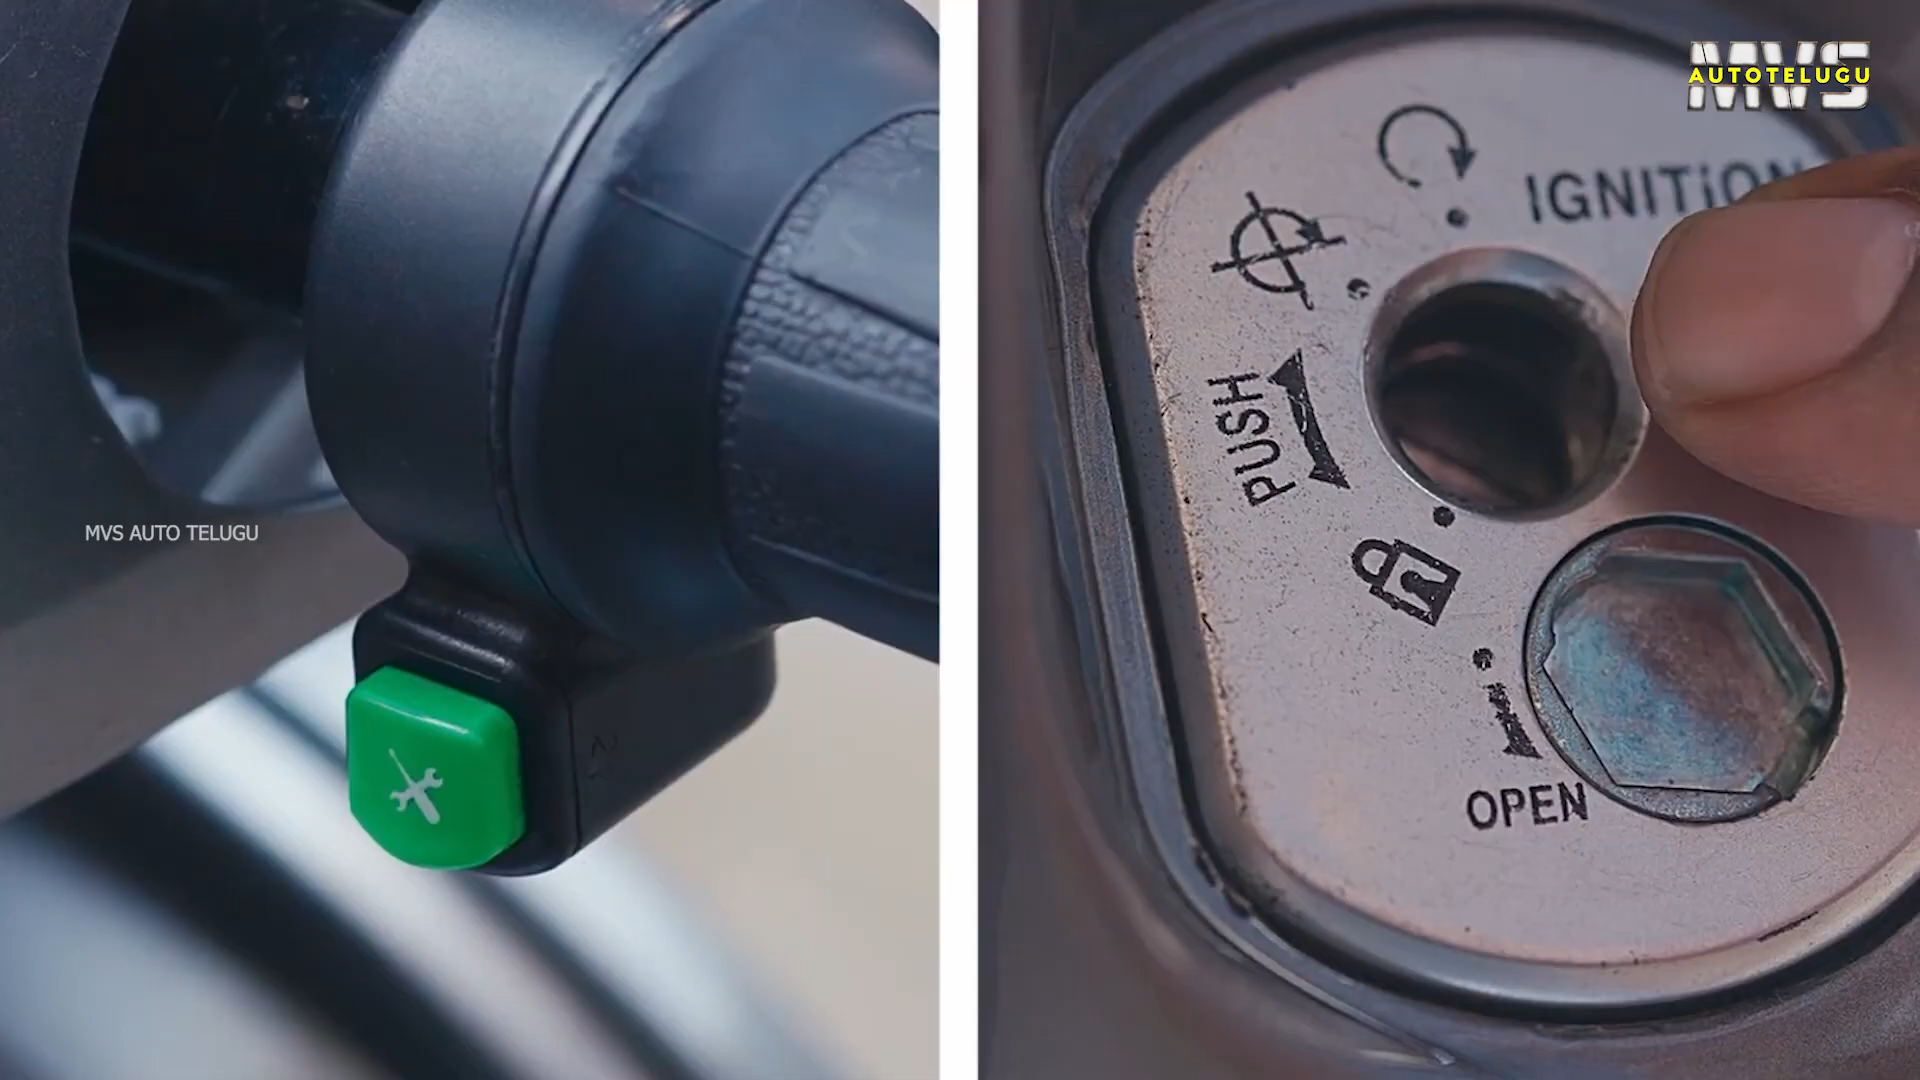 MVS AUTO TELUGU
MVS
AUTOTELUGU
IGNITION
PUSH
OPEN